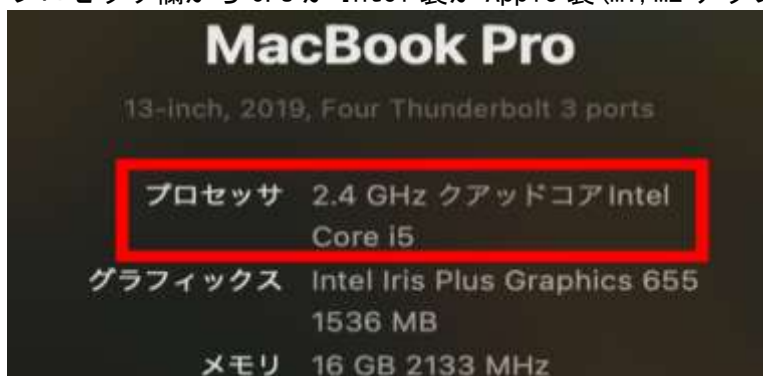 MacBook Pro
13-inch, 2019, Four Thunderbolt 3 ports
プロセッサ 2.4 GHz クアッドコアIntel
Core i5
グラフィックス Intel Iris Plus Graphics 655
1536 MB
メモリ 16 GB 2133 MHz